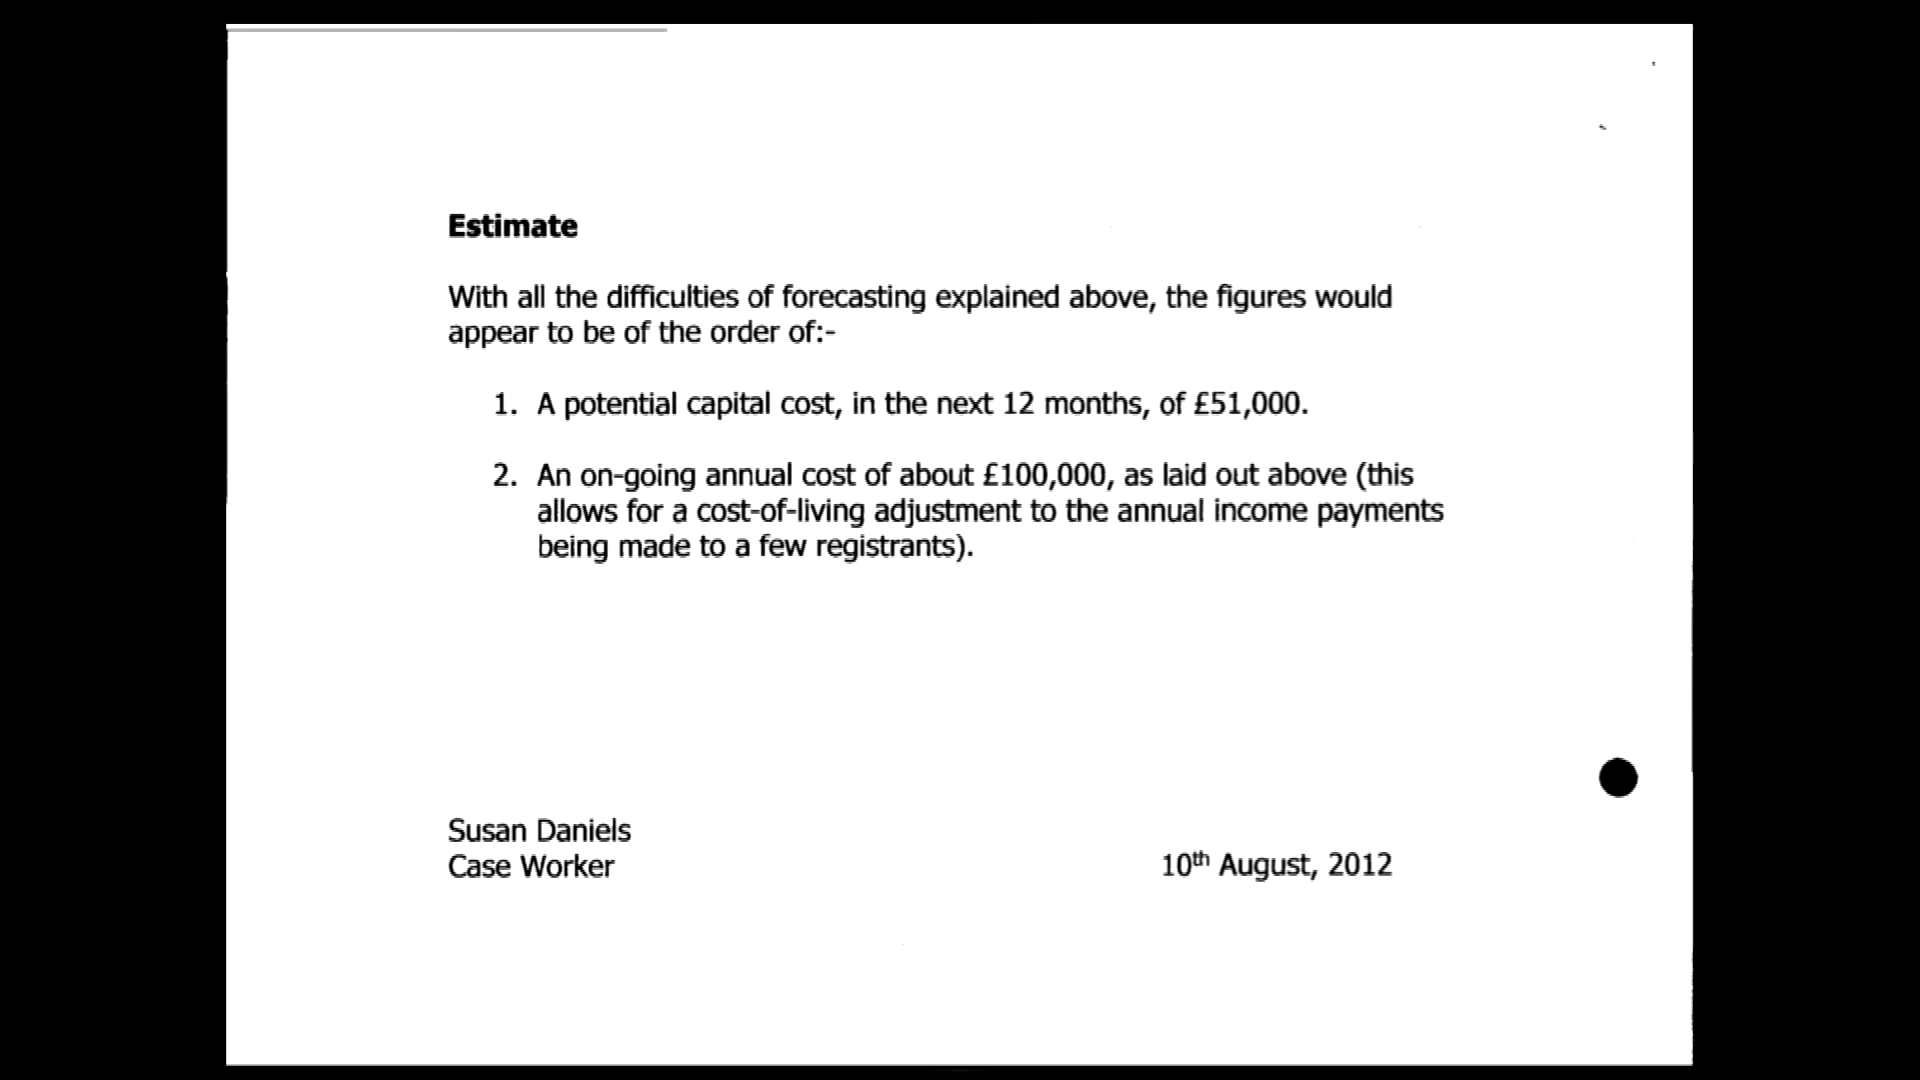 Estimate
With all the difficulties of forecasting explained above, the figures would
appear to be of the order of:-
1. A potential capital cost, in the next 12 months, of £51,000.
2. An on-going annual cost of about £100,000, as laid out above (this
allows for a cost-of-living adjustment to the annual income payments
being made to a few registrants).
Susan Daniels
Case Worker
10th August, 2012